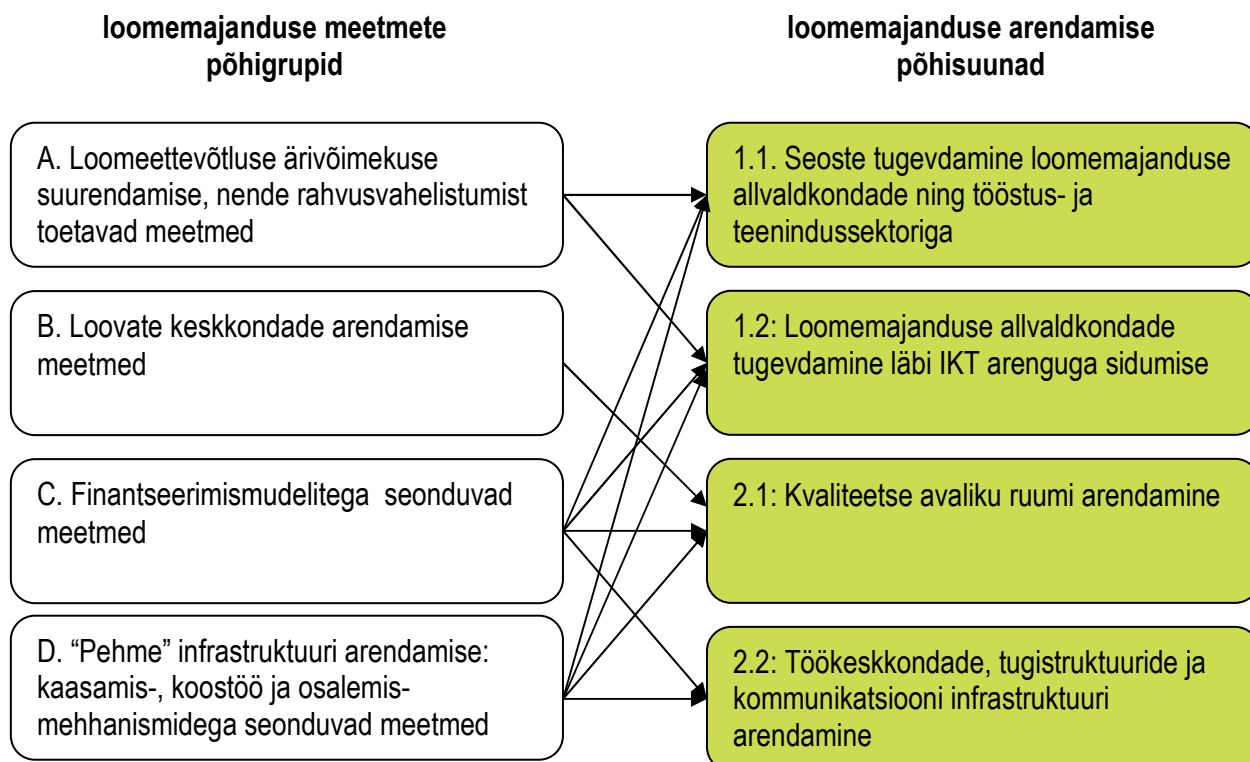 loomemajanduse meetmete
põhigrupid
loomemajanduse arendamise
põhisuunad
A. Loomeettevõtluse ärivõimekuse
suurendamise, nende rahvusvahelistumist
toetavad meetmed
B. Loovate keskkondade arendamise
meetmed
C. Finantseerimismudelitega seonduvad
meetmed
D. “Pehme” infrastruktuuri arendamise:
kaasamis-, koostöö ja osalemis-
mehhanismidega seonduvad meetmed
1.1. Seoste tugevdamine loomemajanduse
allvaldkondade ning tööstus- ja
teenindussektoriga
1.2: Loomemajanduse allvaldkondade
tugevdamine läbi IKT arenguga sidumise
2.1: Kvaliteetse avaliku ruumi arendamine
2.2: Töökeskkondade, tugistruktuuride ja
kommunikatsiooni infrastruktuuri
arendamine